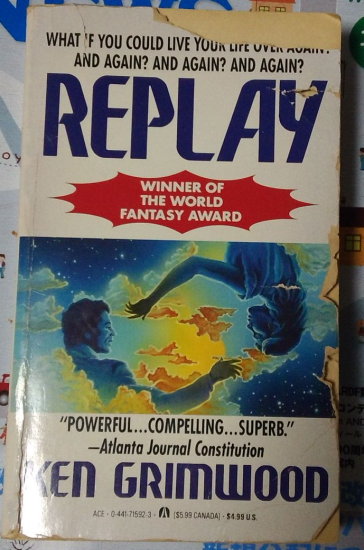 WHAT IF YOU COULD LIVE YOUR LIFE OVER AGAIN?
AND AGAIN? AND AGAIN? AND AGAIN?
REPLAY
WINNER OF
THE WORLD
FANTASY AWARD
"POWERFUL...COMPELLING...SUPERB."
—Atlanta Journal Constitution
KEN GRIMWOOD
ACE • 0-441-71592-3 • A ($5.99 CANADA) • $4.99 U.S.